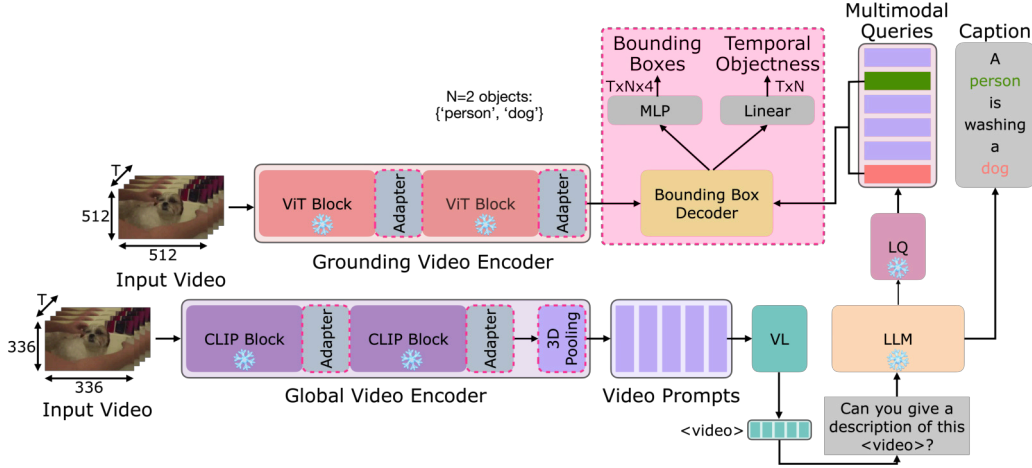 Multimodal
Queries
Caption
Bounding
Boxes
Temporal
Objectness
TxNx4
TxN
MLP
Linear
N=2 objects:
{‘person’, ‘dog’}
A
person
is
washing
a
dog
T
512
512
Input Video
ViT Block
Adapter
ViT Block
Adapter
Grounding Video Encoder
Bounding Box
Decoder
LQ
T
336
336
Input Video
CLIP Block
Adapter
CLIP Block
Adapter
3D
Pooling
Global Video Encoder
Video Prompts
VL
LLM
<video>
Can you give a
description of this
<video>?